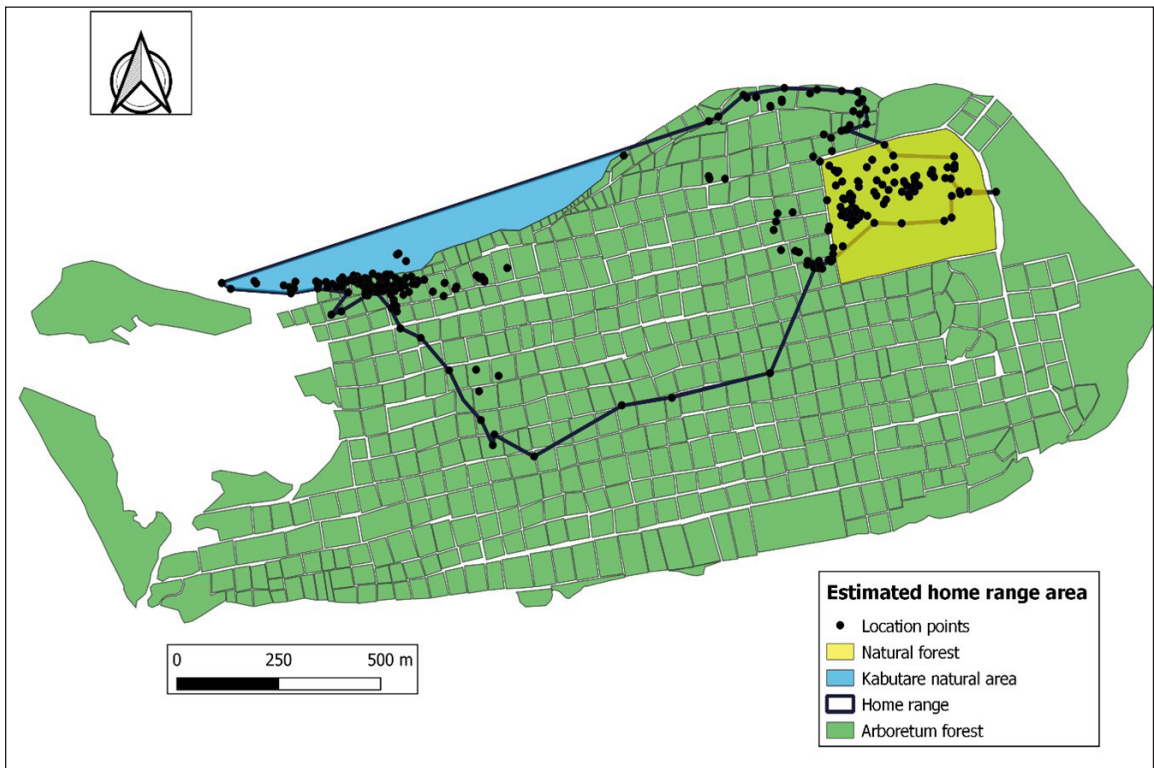 Estimated home range area
Location points
Natural forest
Kabutare natural area
Home range
Arboretum forest
0 250 500 m